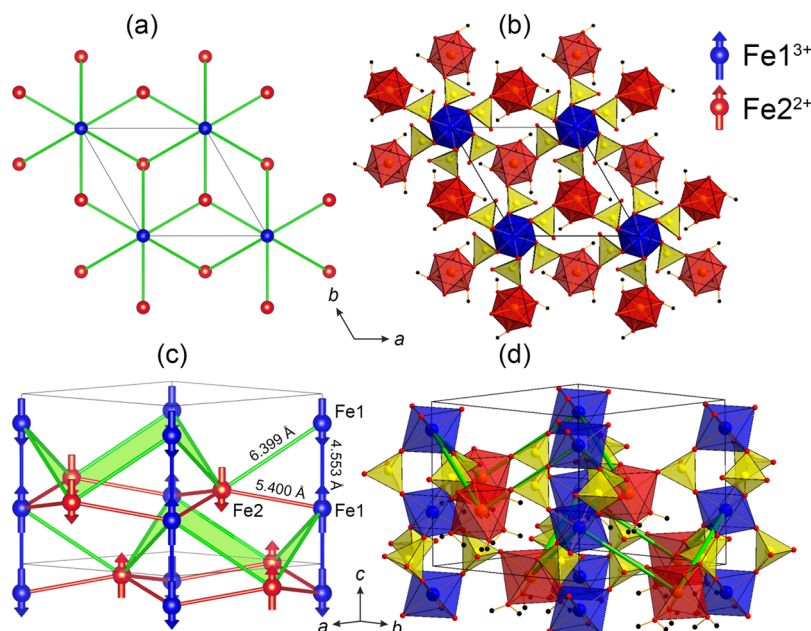 (a)
(b)
Fe1³⁺
Fe2²⁺
b
a
(c)
(d)
Fe1
6.399 Å
4.553 Å
5.400 Å
Fe2
Fe1
c
a
b